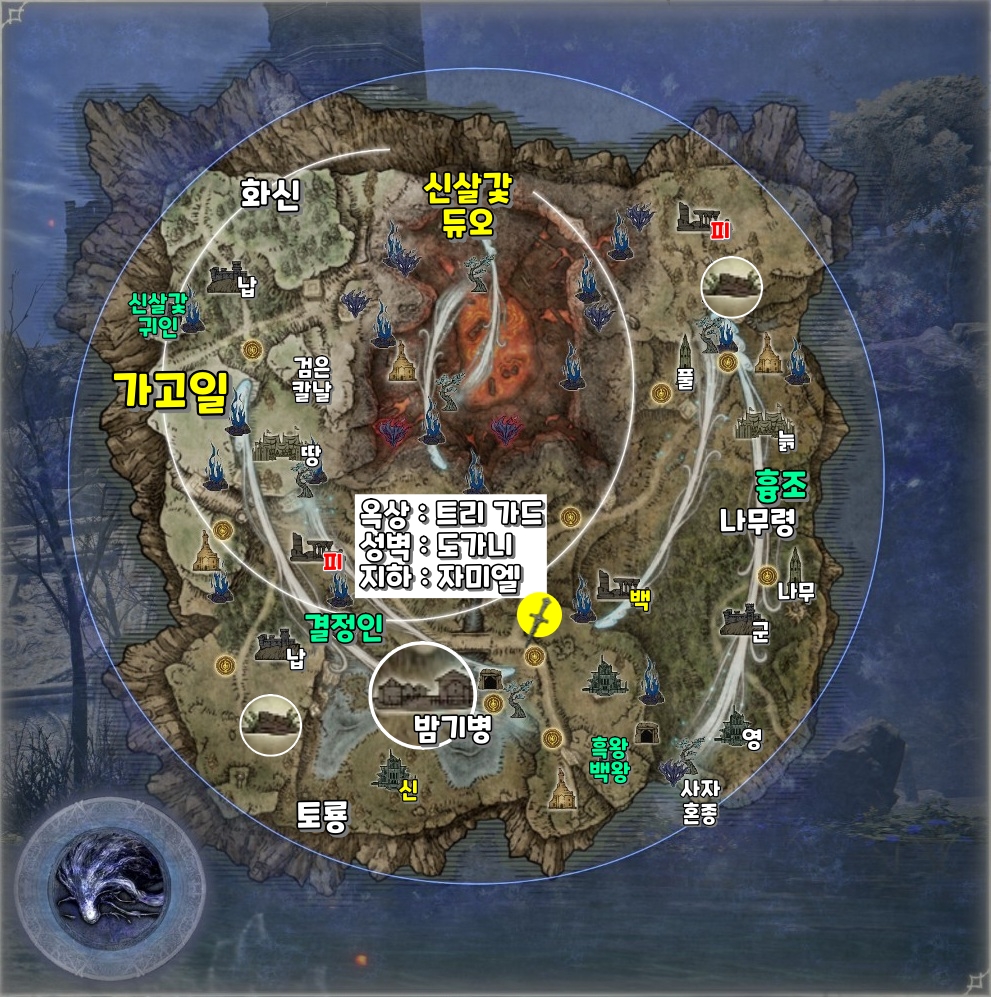 화신
신살갗
듀오
피
납
신살갗
귀인
검은
칼날
풀
가고일
늙
땅
흉조
나무령
옥상 : 트리 가드
성벽 : 도가니
지하 : 자미엘
피
나무
백
결정인
군
납
밤기병
영
흑왕
백왕
신
사자
혼종
토룡